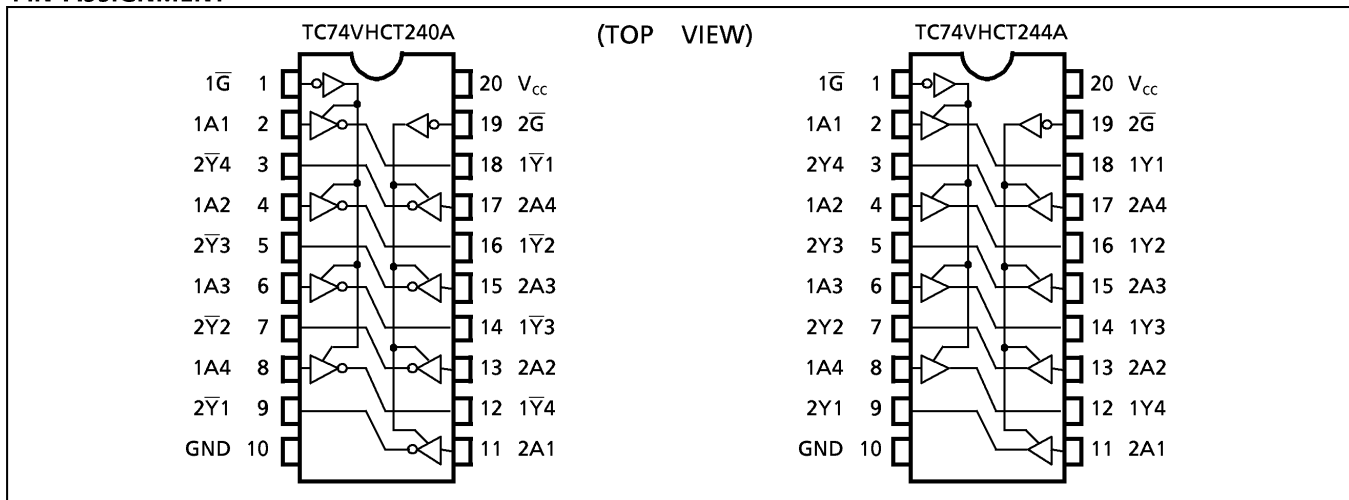 PIN ASSIGNMENT
TC74VHCT240A
(TOP VIEW)
TC74VHCT244A
1G̅ 1
20 V_CC
1A1 2
19 2G̅
2Y̅4 3
18 1Y̅1
1A2 4
17 2A4
2Y̅3 5
16 1Y̅2
1A3 6
15 2A3
2Y̅2 7
14 1Y̅3
1A4 8
13 2A2
2Y̅1 9
12 1Y̅4
GND 10
11 2A1
1G̅ 1
20 V_CC
1A1 2
19 2G̅
2Y4 3
18 1Y1
1A2 4
17 2A4
2Y3 5
16 1Y2
1A3 6
15 2A3
2Y2 7
14 1Y3
1A4 8
13 2A2
2Y1 9
12 1Y4
GND 10
11 2A1